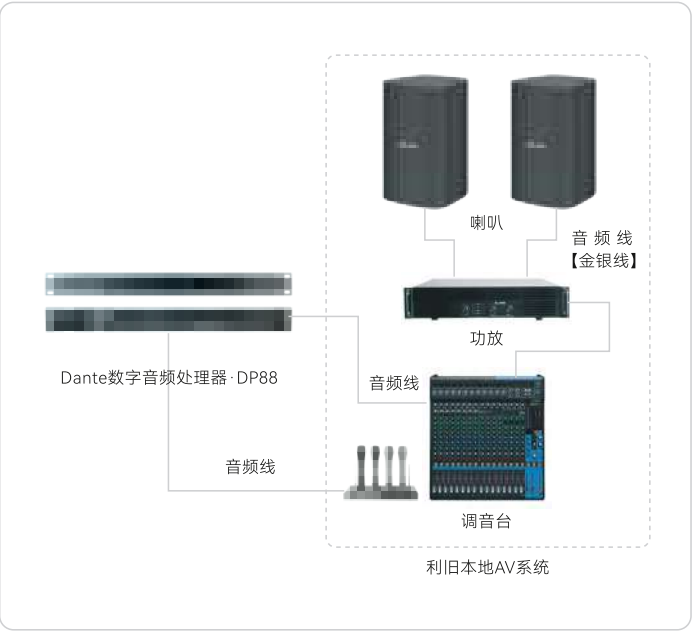 喇叭
音 频 线
【金银线】
功放
Dante数字音频处理器·DP88
音频线
音频线
调音台
利旧本地AV系统